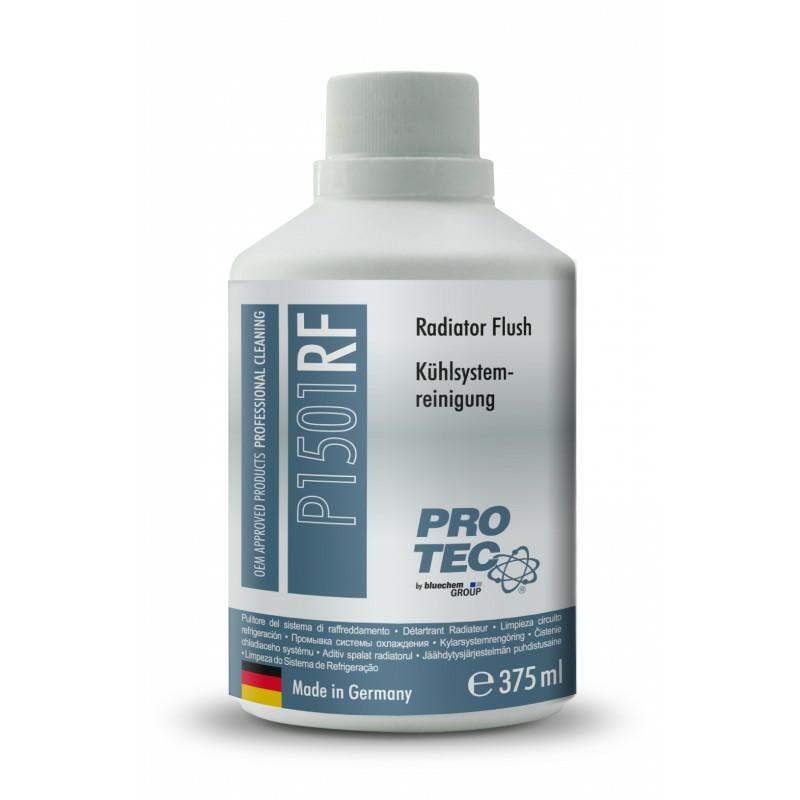 OEM APPROVED PRODUCTS PROFESSIONAL CLEANING
P1501RF
Radiator Flush
Kühlsystem-
reinigung
PRO
TEC
®
by bluechem
GROUP
Pulitore del sistema di raffreddamento • Détartrant Radiateur • Limpieza circuito
refrigeración • Промывка системы охлаждения • Kylarsystemrengöring • Čistenie
chladiaceho systému • Aditiv spalat radiatorul • Jäähdytysjärjestelmän puhdistusaine
• Limpeza do Sistema de Refrigeração
Made in Germany
℮ 375 ml